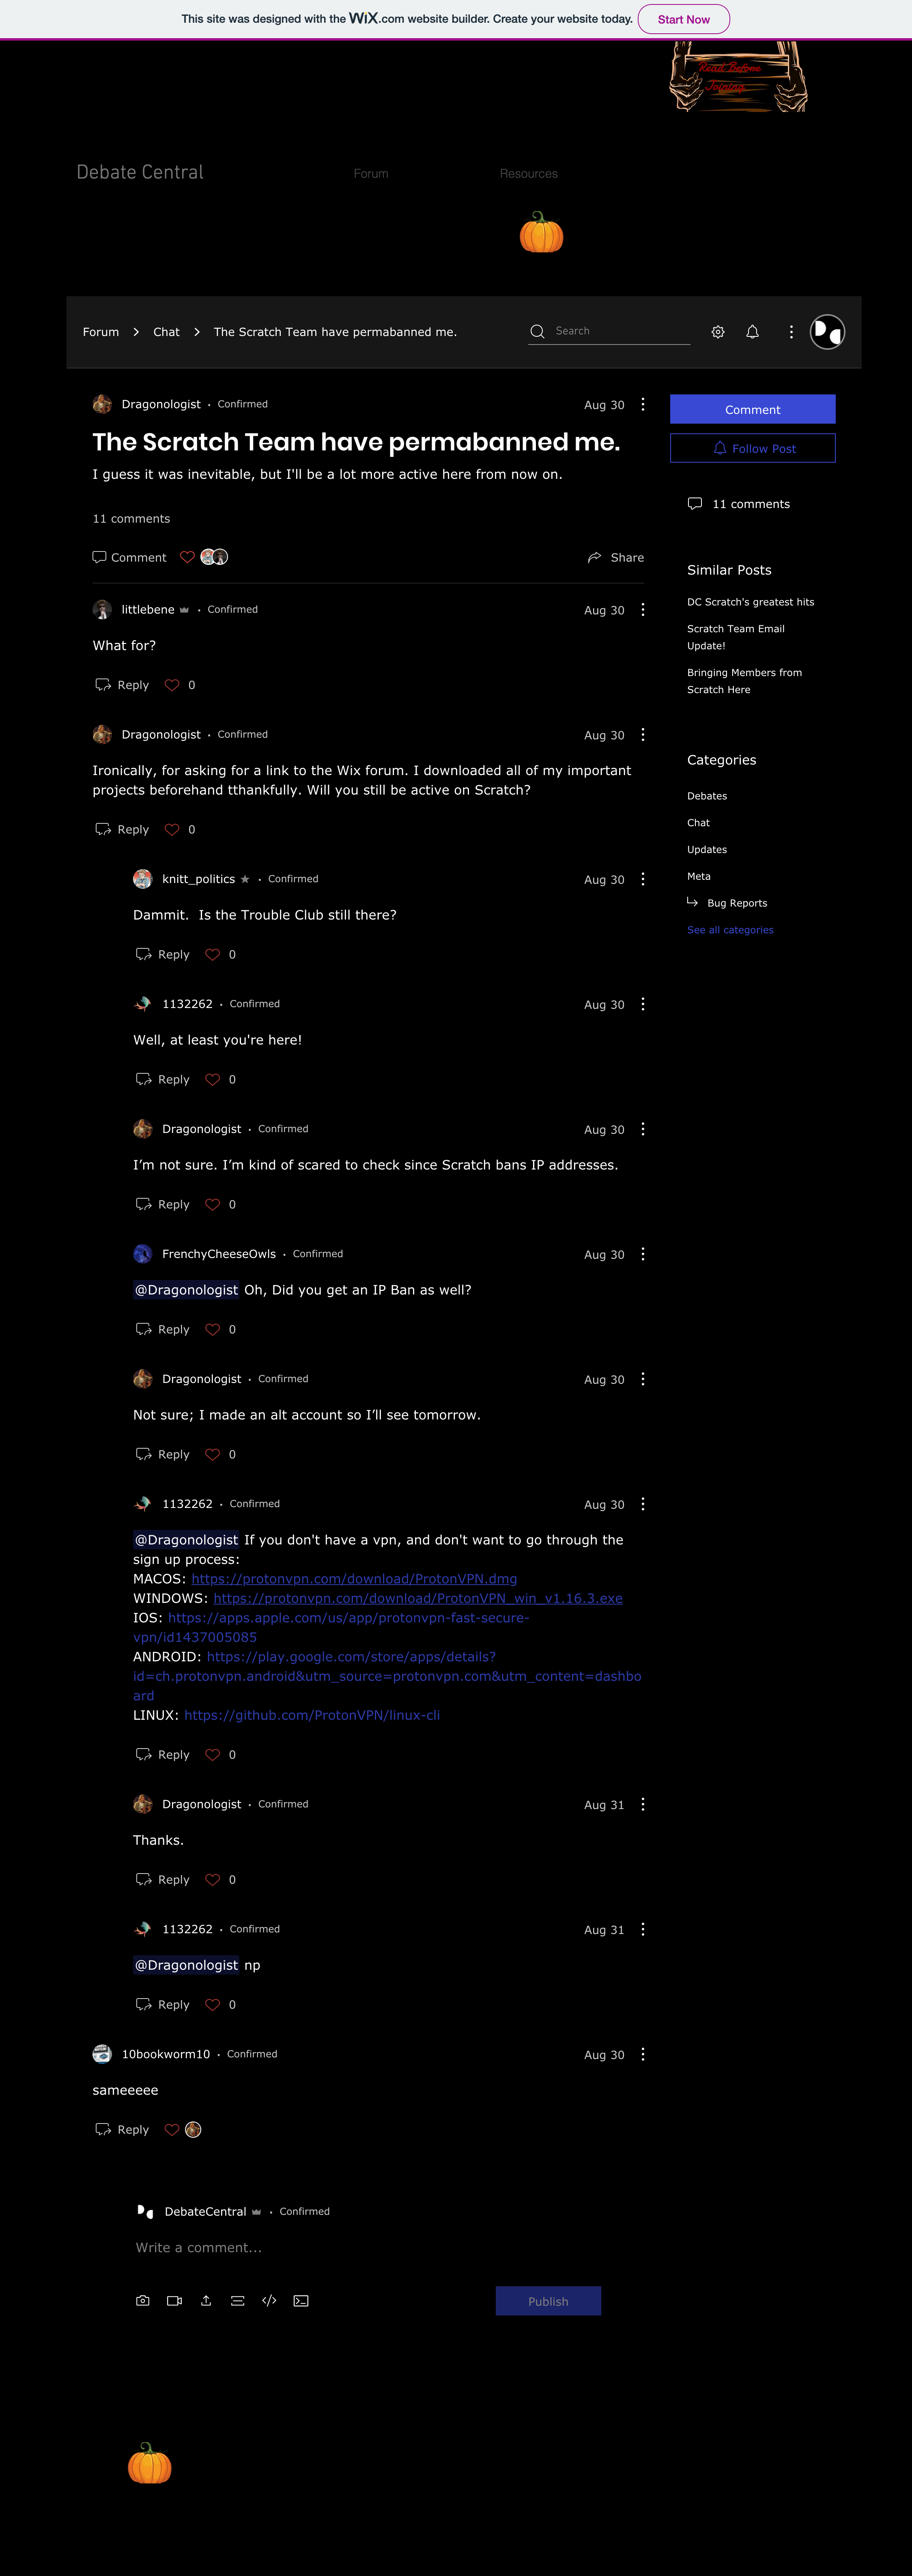 This site was designed with the WiX.com website builder. Create your website today. Start Now
Read Before
Joining
Debate Central
Forum
Resources
Forum > Chat > The Scratch Team have permabanned me.
Search
Dragonologist • Confirmed
Aug 30
The Scratch Team have permabanned me.
I guess it was inevitable, but I'll be a lot more active here from now on.
11 comments
Comment
Share
littlebene • Confirmed
Aug 30
What for?
Reply 0
Dragonologist • Confirmed
Aug 30
Ironically, for asking for a link to the Wix forum. I downloaded all of my important
projects beforehand tthankfully. Will you still be active on Scratch?
Reply 0
knitt_politics • Confirmed
Aug 30
Dammit.  Is the Trouble Club still there?
Reply 0
1132262 • Confirmed
Aug 30
Well, at least you're here!
Reply 0
Dragonologist • Confirmed
Aug 30
I’m not sure. I’m kind of scared to check since Scratch bans IP addresses.
Reply 0
FrenchyCheeseOwls • Confirmed
Aug 30
@Dragonologist Oh, Did you get an IP Ban as well?
Reply 0
Dragonologist • Confirmed
Aug 30
Not sure; I made an alt account so I’ll see tomorrow.
Reply 0
1132262 • Confirmed
Aug 30
@Dragonologist If you don't have a vpn, and don't want to go through the
sign up process:
MACOS: https://protonvpn.com/download/ProtonVPN.dmg
WINDOWS: https://protonvpn.com/download/ProtonVPN_win_v1.16.3.exe
IOS: https://apps.apple.com/us/app/protonvpn-fast-secure-
vpn/id1437005085
ANDROID: https://play.google.com/store/apps/details?
id=ch.protonvpn.android&utm_source=protonvpn.com&utm_content=dashbo
ard
LINUX: https://github.com/ProtonVPN/linux-cli
Reply 0
Dragonologist • Confirmed
Aug 31
Thanks.
Reply 0
1132262 • Confirmed
Aug 31
@Dragonologist np
Reply 0
10bookworm10 • Confirmed
Aug 30
sameeeee
Reply
DebateCentral • Confirmed
Write a comment...
Publish
Comment
Follow Post
11 comments
Similar Posts
DC Scratch's greatest hits
Scratch Team Email
Update!
Bringing Members from
Scratch Here
Categories
Debates
Chat
Updates
Meta
Bug Reports
See all categories